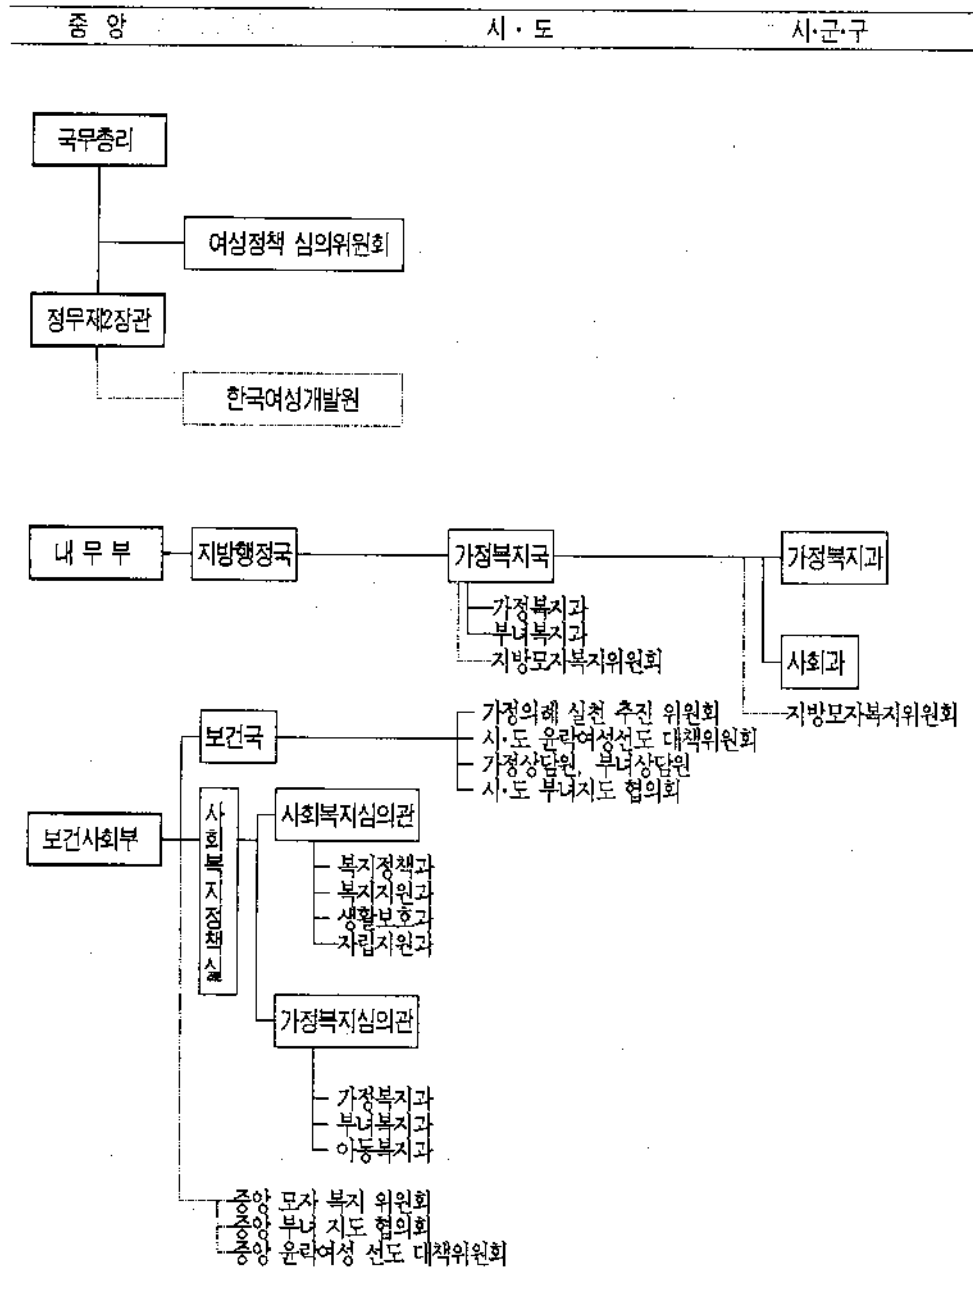 중 앙 시·도 시·군·구
국무총리
여성정책 심의위원회
정무제2장관
한국여성개발원
내 무 부 지방행정국 가정복지국 가정복지과
가정복지과
부녀복지과
지방모자복지위원회 사회과
가정의례 실천 추진 위원회 지방모자복지위원회
보건국 시·도 윤락여성선도 대책위원회
가정상담원, 부녀상담원
시·도 부녀지도 협의회
보건사회부 사회복지정책실 사회복지심의관
복지정책과
복지지원과
생활보호과
자립지원과
가정복지심의관
가정복지과
부녀복지과
아동복지과
중앙 모자 복지 위원회
중앙 부녀 지도 협의회
중앙 윤락여성 선도 대책위원회